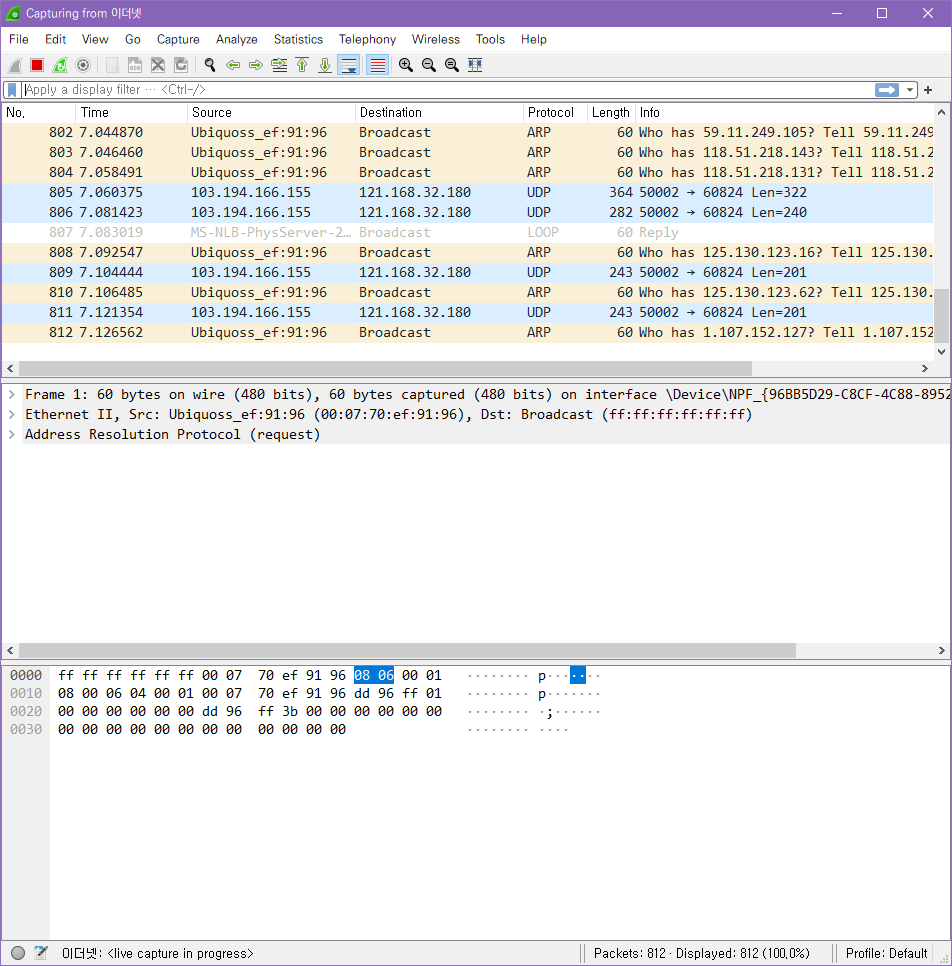 Capturing from 이더넷
File Edit View Go Capture Analyze Statistics Telephony Wireless Tools Help
Apply a display filter ··· <Ctrl-/>
No. Time Source Destination Protocol Length Info
802 7.044870 Ubiquoss_ef:91:96 Broadcast ARP 60 Who has 59.11.249.105? Tell 59.11.249
803 7.046460 Ubiquoss_ef:91:96 Broadcast ARP 60 Who has 118.51.218.143? Tell 118.51.2
804 7.058491 Ubiquoss_ef:91:96 Broadcast ARP 60 Who has 118.51.218.131? Tell 118.51.2
805 7.060375 103.194.166.155 121.168.32.180 UDP 364 50002 → 60824 Len=322
806 7.081423 103.194.166.155 121.168.32.180 UDP 282 50002 → 60824 Len=240
807 7.083019 MS-NLB-PhysServer-2… Broadcast LOOP 60 Reply
808 7.092547 Ubiquoss_ef:91:96 Broadcast ARP 60 Who has 125.130.123.16? Tell 125.130.
809 7.104444 103.194.166.155 121.168.32.180 UDP 243 50002 → 60824 Len=201
810 7.106485 Ubiquoss_ef:91:96 Broadcast ARP 60 Who has 125.130.123.62? Tell 125.130.
811 7.121354 103.194.166.155 121.168.32.180 UDP 243 50002 → 60824 Len=201
812 7.126562 Ubiquoss_ef:91:96 Broadcast ARP 60 Who has 1.107.152.127? Tell 1.107.152
Frame 1: 60 bytes on wire (480 bits), 60 bytes captured (480 bits) on interface \Device\NPF_{96BB5D29-C8CF-4C88-8952
Ethernet II, Src: Ubiquoss_ef:91:96 (00:07:70:ef:91:96), Dst: Broadcast (ff:ff:ff:ff:ff:ff)
Address Resolution Protocol (request)
0000 ff ff ff ff ff ff 00 07 70 ef 91 96 08 06 00 01 ········ p·······
0010 08 00 06 04 00 01 00 07 70 ef 91 96 dd 96 ff 01 ········ p·······
0020 00 00 00 00 00 00 dd 96 ff 3b 00 00 00 00 00 00 ········ ·;······
0030 00 00 00 00 00 00 00 00 00 00 00 00 ········ ····
이더넷: <live capture in progress> Packets: 812 · Displayed: 812 (100.0%) Profile: Default